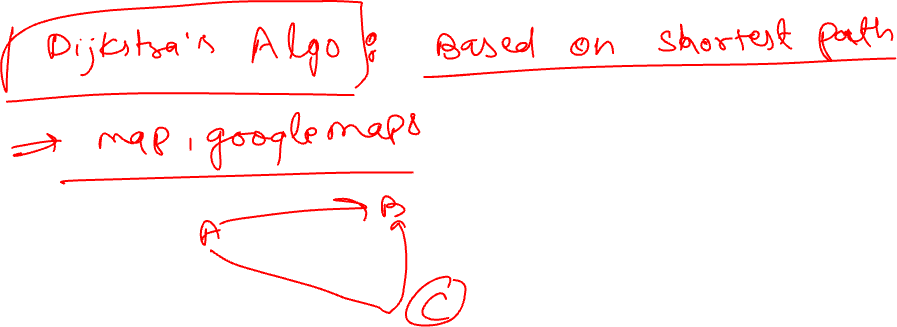 Dijkstra's Algo : Based on shortest path
⇒ map, googlemaps
A B
C